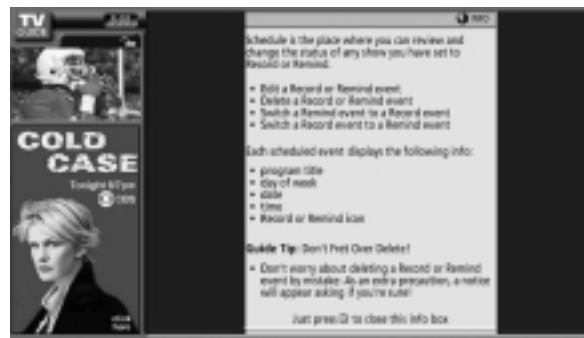 TV
GUIDE
INFO
Schedule is the place where you can review and
change the status of any show you have set to
Record or Remind.
Edit a Record or Remind event
Delete a Record or Remind event
Switch a Remind event to a Record event
Switch a Record event to a Remind event
Each scheduled event displays the following info:
program title
day of week
date
time
Record or Remind icon
Guide Tip: Don't Fret Over Delete!
Don't worry about deleting a Record or Remind
event by mistake. As an extra precaution, a notice
will appear asking if you're sure!
Just press to close this info box
COLD
CASE
Tonight 8/7pm
CBS
click
here